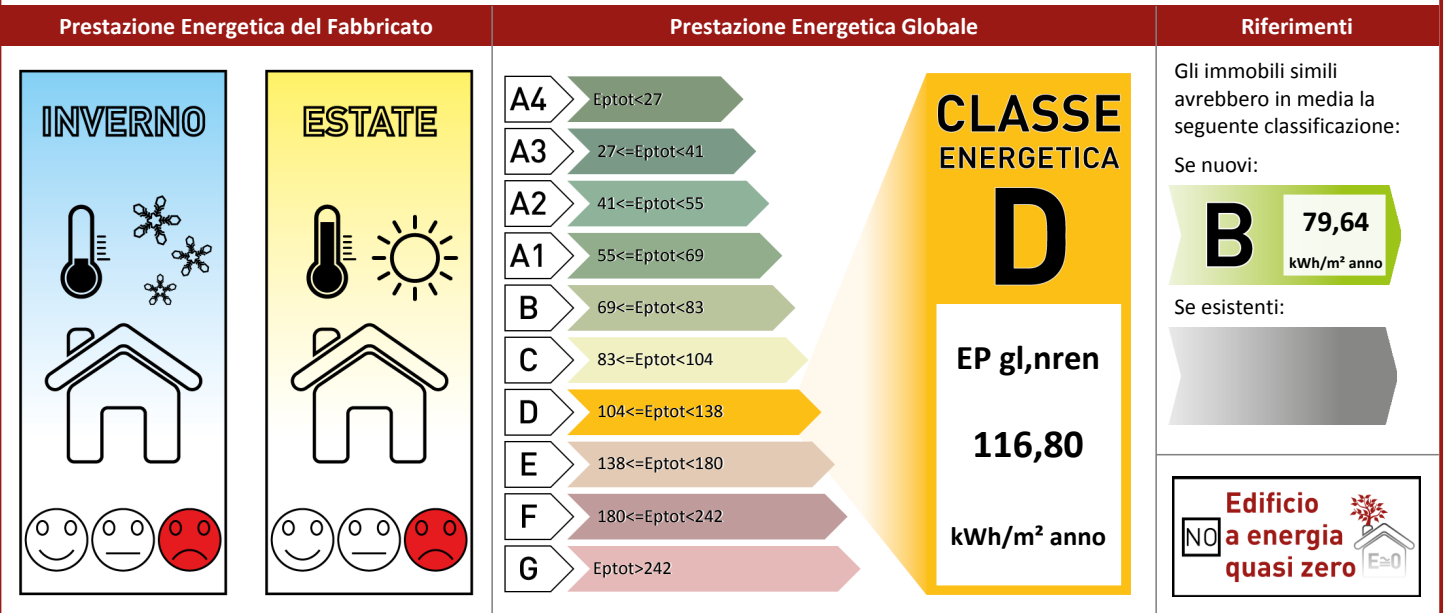 Prestazione Energetica del Fabbricato
INVERNO
ESTATE
Prestazione Energetica Globale
A4 Eptot<27
A3 27<=Eptot<41
A2 41<=Eptot<55
A1 55<=Eptot<69
B 69<=Eptot<83
C 83<=Eptot<104
D 104<=Eptot<138
E 138<=Eptot<180
F 180<=Eptot<242
G Eptot>242
CLASSE
ENERGETICA
D
EP gl,nren
116,80
kWh/m² anno
Riferimenti
Gli immobili simili
avrebbero in media la
seguente classificazione:
Se nuovi:
B 79,64
kWh/m² anno
Se esistenti:
Edificio
NO a energia
quasi zero
E≅0